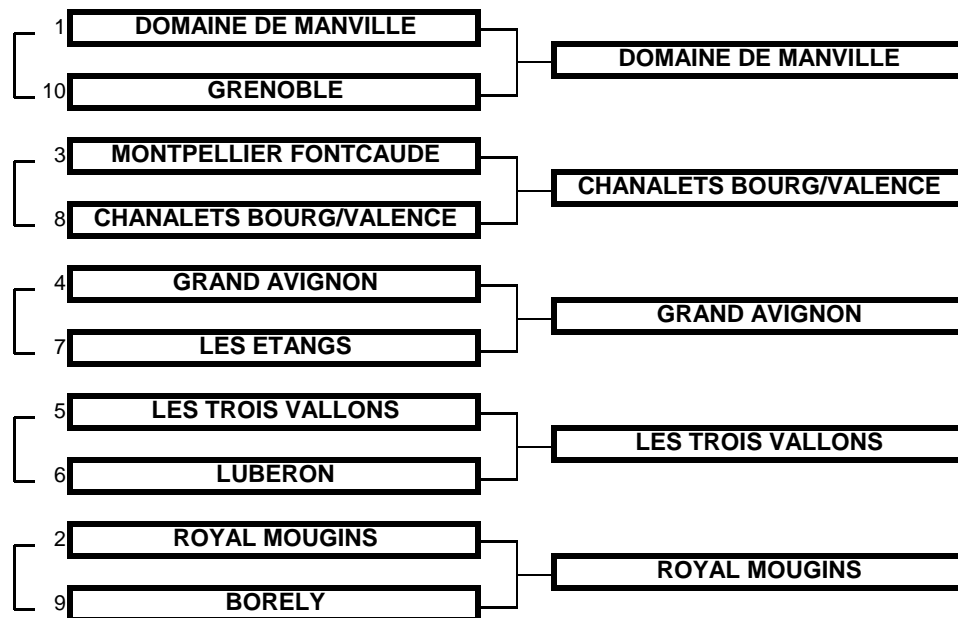 1 DOMAINE DE MANVILLE
DOMAINE DE MANVILLE
10 GRENOBLE
3 MONTPELLIER FONTCAUDE
CHANALETS BOURG/VALENCE
8 CHANALETS BOURG/VALENCE
4 GRAND AVIGNON
GRAND AVIGNON
7 LES ETANGS
5 LES TROIS VALLONS
LES TROIS VALLONS
6 LUBERON
2 ROYAL MOUGINS
ROYAL MOUGINS
9 BORELY